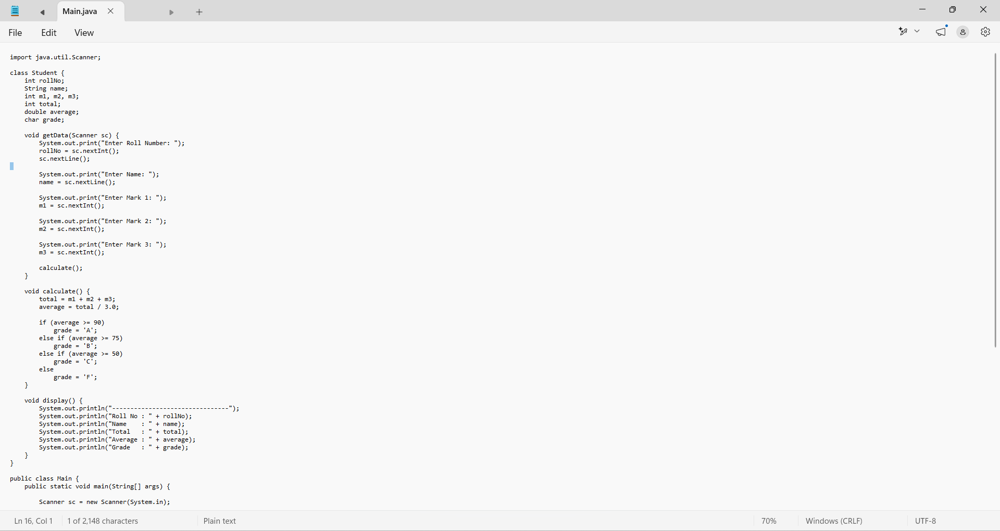 Main.java
File Edit View
import java.util.Scanner;
class Student {
    int rollNo;
    String name;
    int m1, m2, m3;
    int total;
    double average;
    char grade;
    void getData(Scanner sc) {
        System.out.print("Enter Roll Number: ");
        rollNo = sc.nextInt();
        sc.nextLine();
        System.out.print("Enter Name: ");
        name = sc.nextLine();
        System.out.print("Enter Mark 1: ");
        m1 = sc.nextInt();
        System.out.print("Enter Mark 2: ");
        m2 = sc.nextInt();
        System.out.print("Enter Mark 3: ");
        m3 = sc.nextInt();
        calculate();
    }
    void calculate() {
        total = m1 + m2 + m3;
        average = total / 3.0;
        if (average >= 90)
            grade = 'A';
        else if (average >= 75)
            grade = 'B';
        else if (average >= 50)
            grade = 'C';
        else
            grade = 'F';
    }
    void display() {
        System.out.println("--------------------------------");
        System.out.println("Roll No : " + rollNo);
        System.out.println("Name    : " + name);
        System.out.println("Total   : " + total);
        System.out.println("Average : " + average);
        System.out.println("Grade   : " + grade);
    }
}
public class Main {
    public static void main(String[] args) {
        Scanner sc = new Scanner(System.in);
Ln 16, Col 1 1 of 2,148 characters Plain text 70% Windows (CRLF) UTF-8